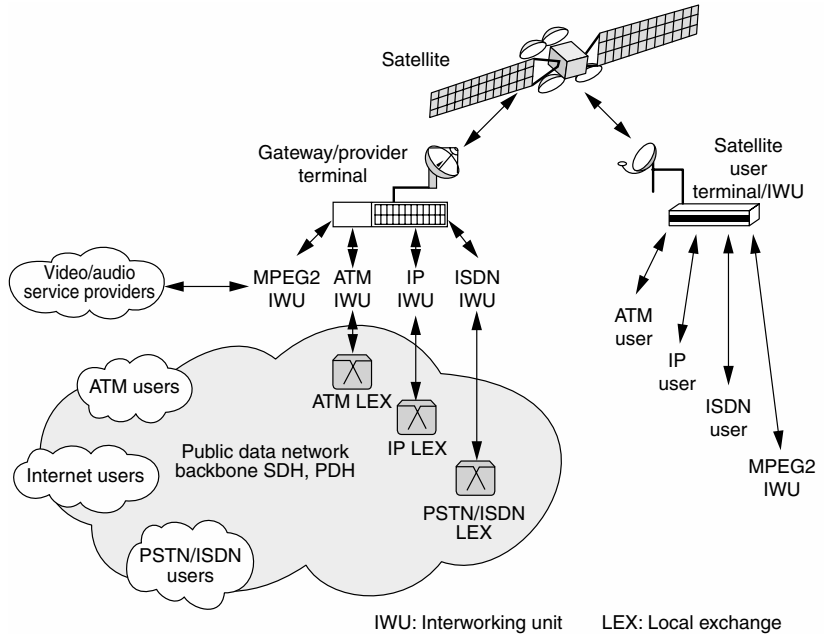 Satellite
Gateway/provider
terminal
Satellite
user
terminal/IWU
Video/audio
service providers
MPEG2
IWU
ATM
IWU
IP
IWU
ISDN
IWU
ATM
user
IP
user
ISDN
user
MPEG2
IWU
ATM users
ATM LEX
IP LEX
Internet users
Public data network
backbone SDH, PDH
PSTN/ISDN
LEX
PSTN/ISDN
users
IWU: Interworking unit
LEX: Local exchange